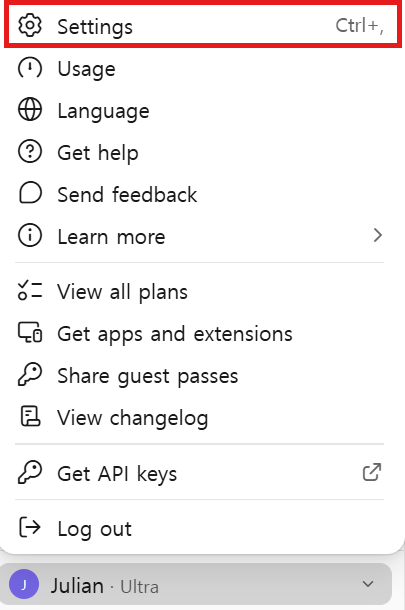 Settings Ctrl+,
Usage
Language
Get help
Send feedback
Learn more
View all plans
Get apps and extensions
Share guest passes
View changelog
Get API keys
Log out
J Julian · Ultra